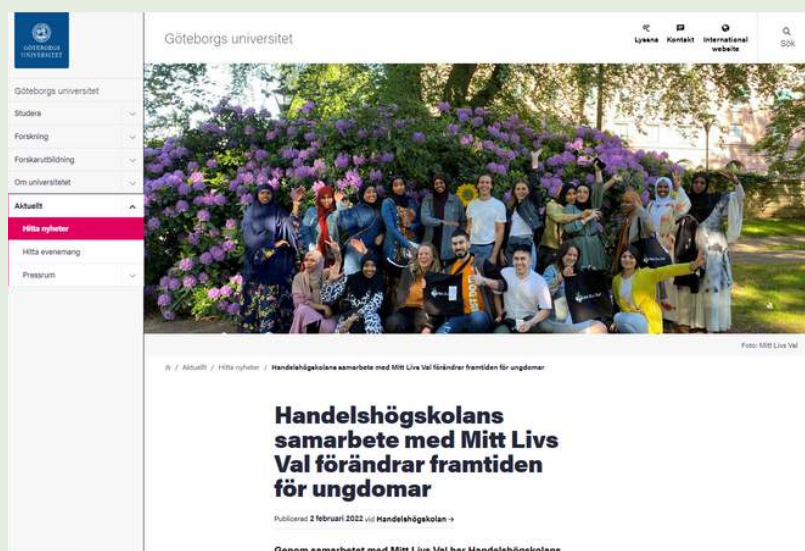 GÖTEBORGS
UNIVERSITET
Göteborgs universitet
Lyssna
Kontakt
International
website
Sök
Göteborgs universitet
Studera
Forskning
Forskarutbildning
Om universitetet
Aktuellt
Hitta nyheter
Hitta evenemang
Pressrum
Foto: Mitt Livs Val
/ Aktuellt / Hitta nyheter / Handelshögskolans samarbete med Mitt Livs Val förändrar framtiden för ungdomar
Handelshögskolans
samarbete med Mitt Livs
Val förändrar framtiden
för ungdomar
Publicerad 2 februari 2022 vid Handelshögskolan →
Genom samarbetet med Mitt Livs Val har Handelshögskolans